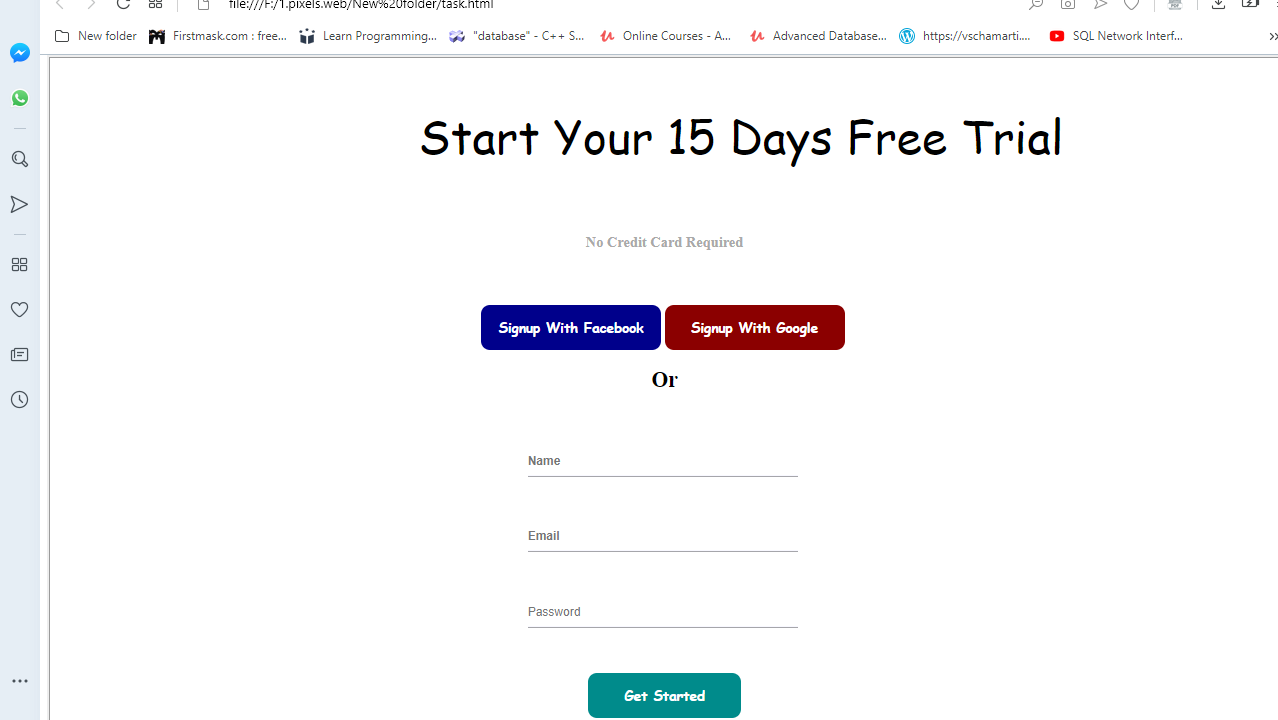 file:///F:/1.pixels.web/New%20folder/task.html
New folder Firstmask.com : free... Learn Programming... "database" - C++ S... Online Courses - A... Advanced Database... https://vschamarti.... SQL Network Interf...
Start Your 15 Days Free Trial
No Credit Card Required
Signup With Facebook Signup With Google
Or
Name
Email
Password
Get Started